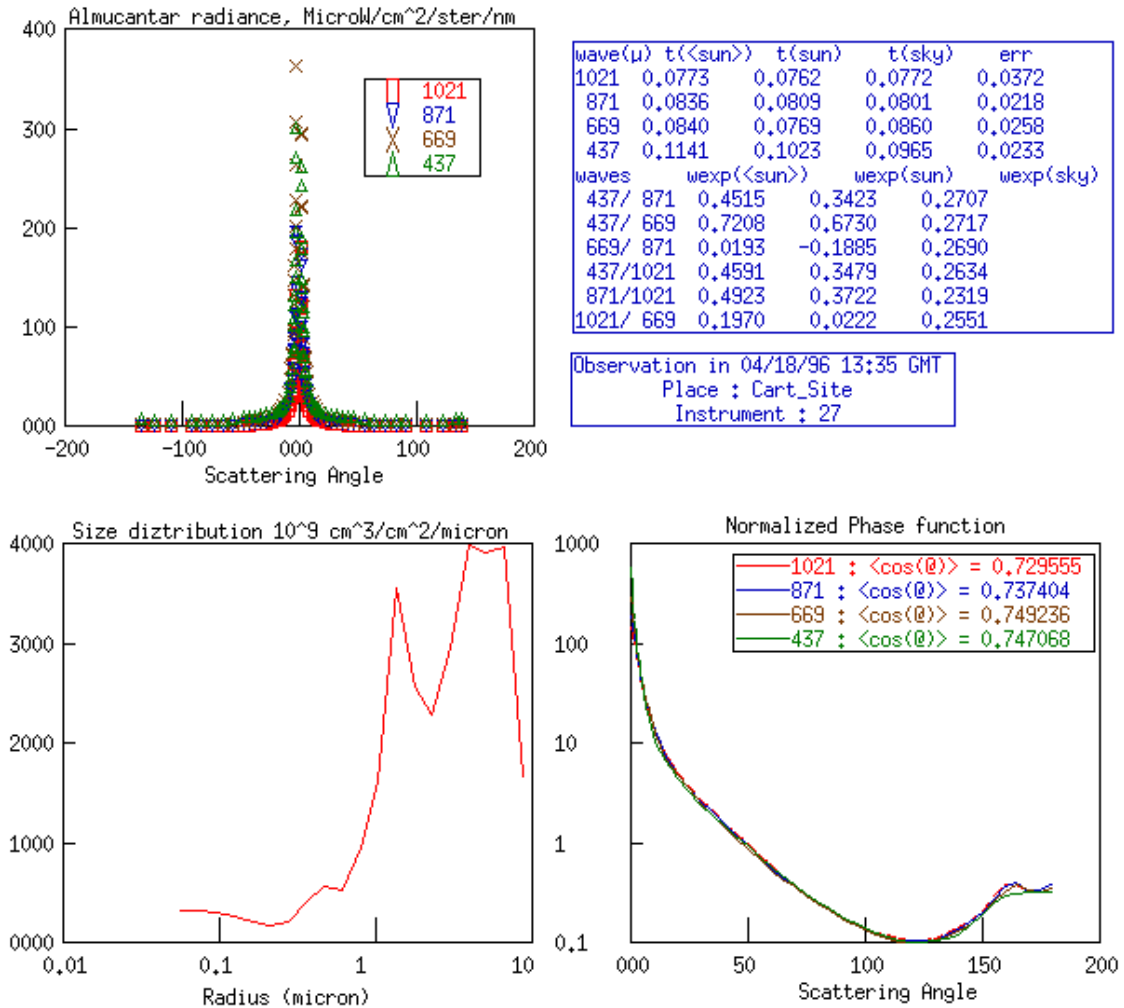 Almucantar radiance, MicroW/cm^2/ster/nm
400
300
200
100
000
-200 -100 000 100 200
Scattering Angle
1021
871
669
437
wave(μ) t(<sun>) t(sun) t(sky) err
1021 0.0773 0.0762 0.0772 0.0372
871 0.0836 0.0809 0.0801 0.0218
669 0.0840 0.0769 0.0860 0.0258
437 0.1141 0.1023 0.0965 0.0233
waves wexp(<sun>) wexp(sun) wexp(sky)
437/ 871 0.4515 0.3423 0.2707
437/ 669 0.7208 0.6730 0.2717
669/ 871 0.0193 -0.1885 0.2690
437/1021 0.4591 0.3479 0.2634
871/1021 0.4923 0.3722 0.2319
1021/ 669 0.1970 0.0222 0.2551
Observation in 04/18/96 13:35 GMT
Place : Cart_Site
Instrument : 27
Size diztribution 10^9 cm^3/cm^2/micron
4000
3000
2000
1000
0000
0.01 0.1 1 10
Radius (micron)
Normalized Phase function
1000
100
10
1
0.1
000 50 100 150 200
Scattering Angle
1021 : <cos(@)> = 0.729555
871 : <cos(@)> = 0.737404
669 : <cos(@)> = 0.749236
437 : <cos(@)> = 0.747068